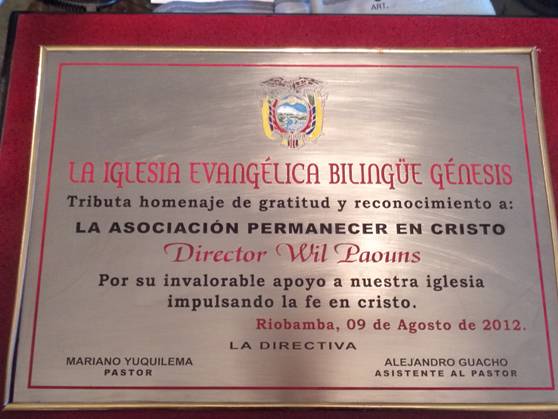 ART.
LA IGLESIA EVANGÉLICA BILINGÜE GÉNESIS
Tributa homenaje de gratitud y reconocimiento a:
LA ASOCIACIÓN PERMANECER EN CRISTO
Director Wil Paouns
Por su invalorable apoyo a nuestra iglesia
impulsando la fe en cristo.
Riobamba, 09 de Agosto de 2012.
LA DIRECTIVA
MARIANO YUQUILEMA
PASTOR
ALEJANDRO GUACHO
ASISTENTE AL PASTOR